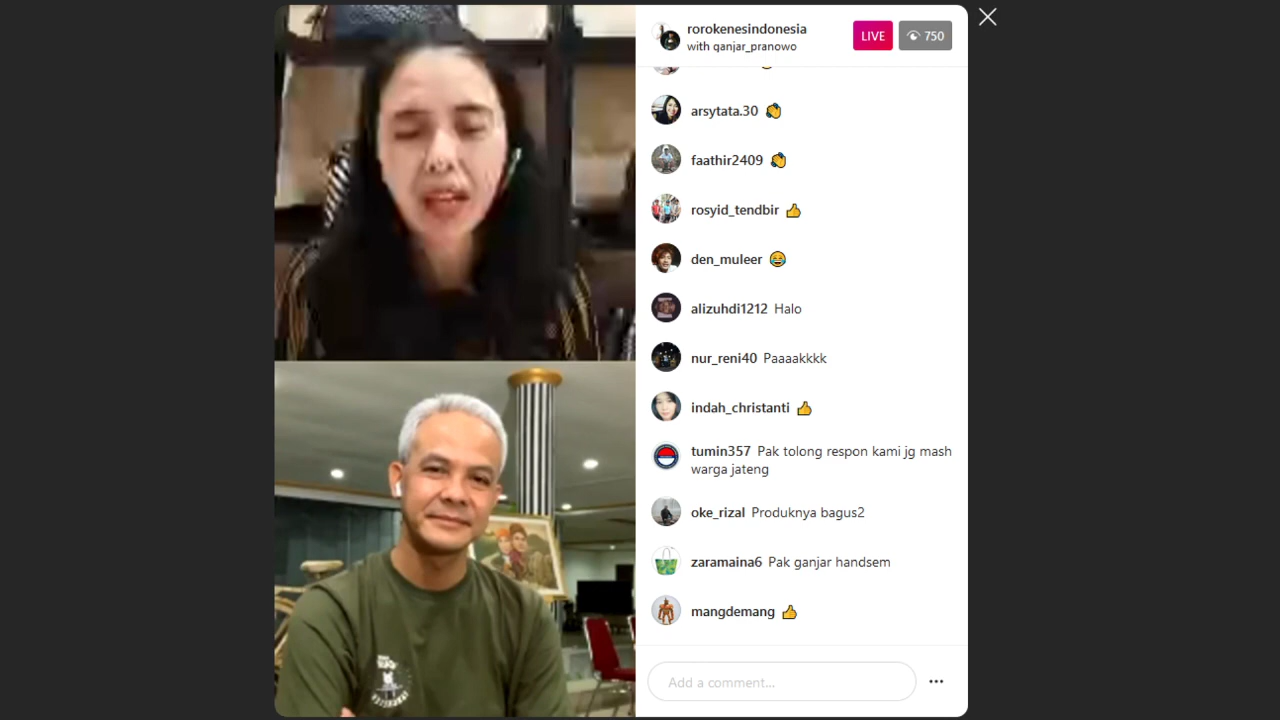 rorokenesindonesia
with ganjar_pranowo
LIVE
750
arsytata.30 👏
faathir2409 👏
rosyid_tendbir 👍
den_muleer 😂
alizuhdi1212 Halo
nur_reni40 Paaaakkkk
indah_christanti 👍
tumin357 Pak tolong respon kami jg mash
warga jateng
oke_rizal Produknya bagus2
zaramaina6 Pak ganjar handsem
mangdemang 👍
Add a comment...